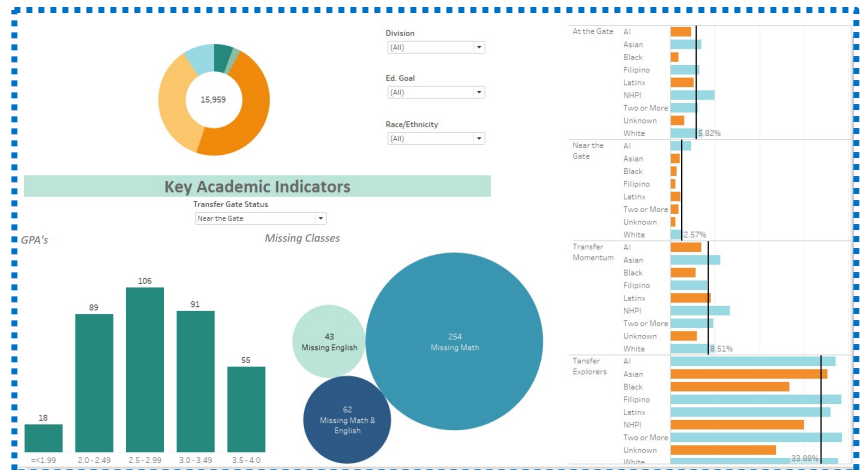 15,959
Division
(All)
Ed. Goal
(All)
Race/Ethnicity
(All)
Key Academic Indicators
Transfer Gate Status
Near the Gate
GPA's
Missing Classes
18
89
106
91
55
=<1.99
2.0 - 2.49
2.5 - 2.99
3.0 - 3.49
3.5 - 4.0
43
Missing English
254
Missing Math
62
Missing Math &
English
At the Gate
AI
Asian
Black
Filipino
Latinx
NHPI
Two or More
Unknown
White
5.82%
Near the
Gate
AI
Asian
Black
Filipino
Latinx
Two or More
Unknown
White
2.57%
Transfer
Momentum
AI
Asian
Black
Filipino
Latinx
NHPI
Two or More
Unknown
White
8.51%
Tansfer
Explorers
AI
Asian
Black
Filipino
Latinx
NHPI
Two or More
Unknown
White
33.88%